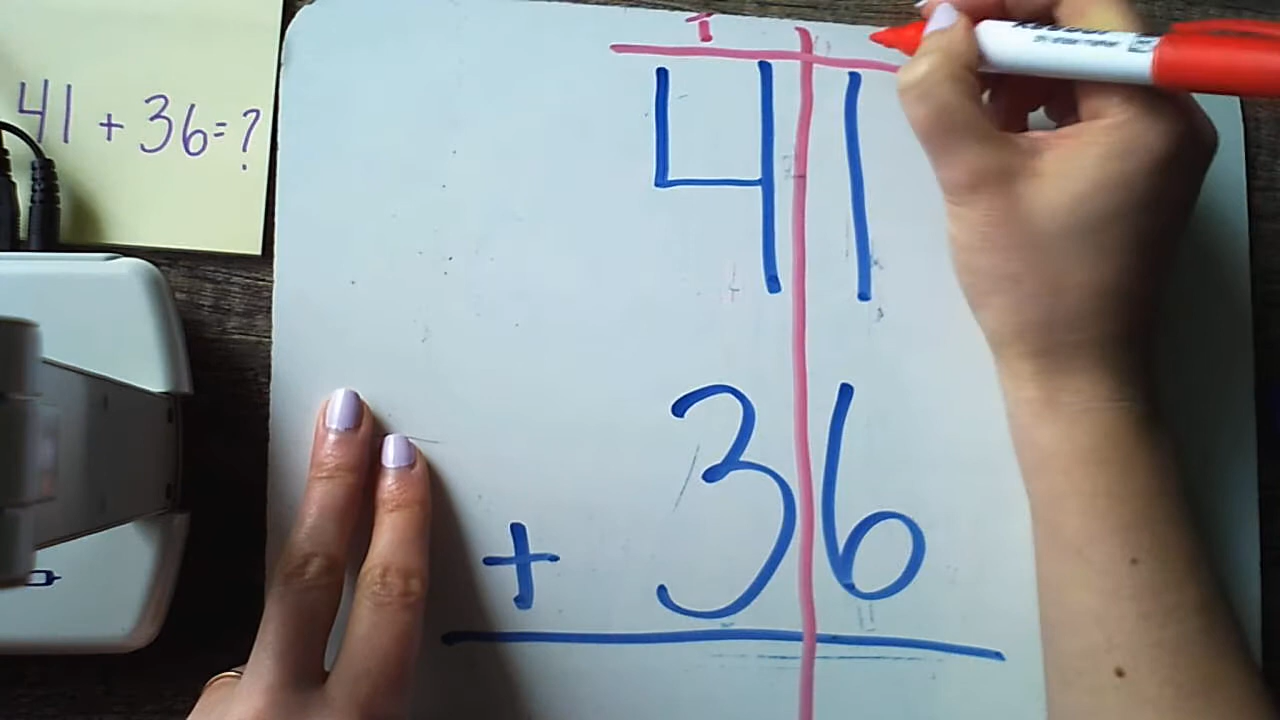 41 + 36 = ?
T
41
+ 36